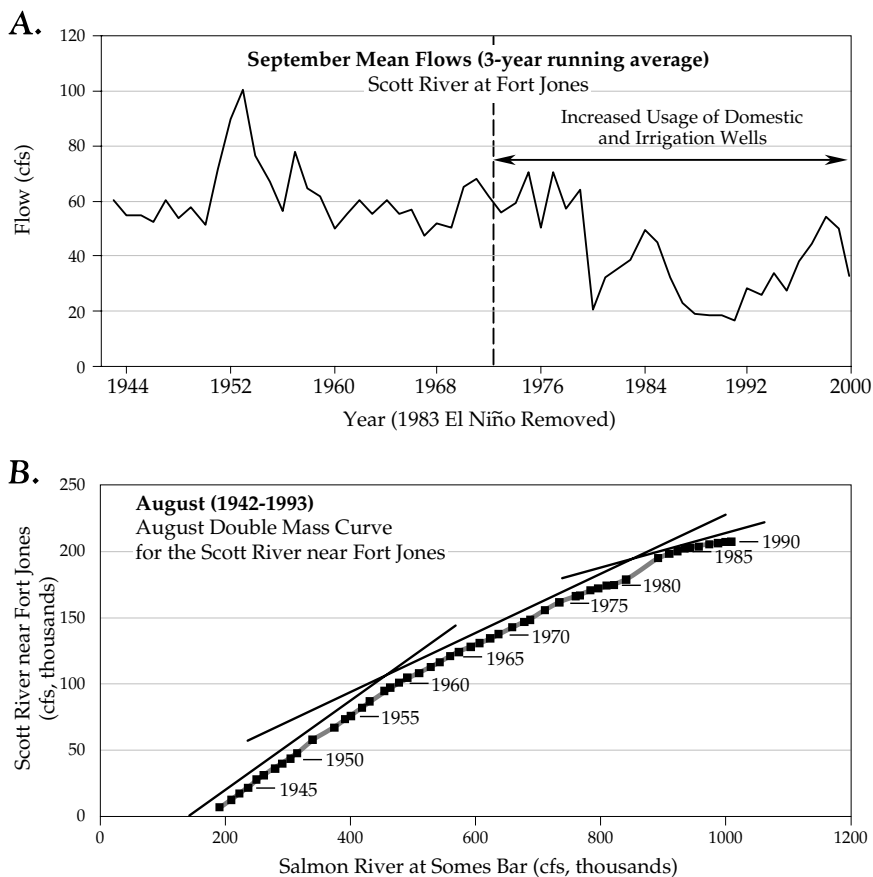 A.
September Mean Flows (3-year running average)
Scott River at Fort Jones
Increased Usage of Domestic
and Irrigation Wells
Flow (cfs)
120
100
80
60
40
20
0
1944
1952
1960
1968
1976
1984
1992
2000
Year (1983 El Niño Removed)
B.
August (1942-1993)
August Double Mass Curve
for the Scott River near Fort Jones
Scott River near Fort Jones
(cfs, thousands)
250
200
150
100
50
0
1990
1985
1980
1975
1970
1965
1960
1955
1950
1945
0
200
400
600
800
1000
1200
Salmon River at Somes Bar (cfs, thousands)